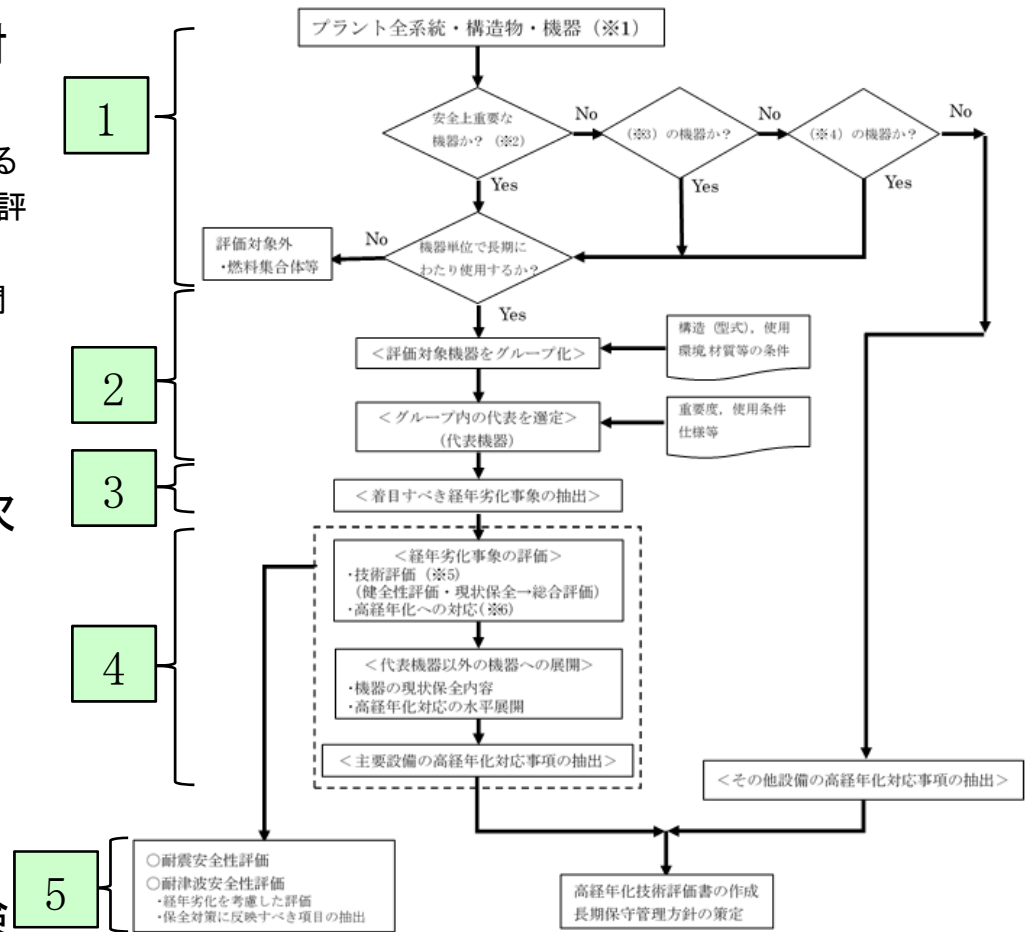 討
る
評
間
次
1
2
3
4
5
プラント全系統・構造物・機器（※1）
安全上重要な
機器か？（※2）
No
（※3）の機器か？
No
（※4）の機器か？
No
Yes
Yes
Yes
機器単位で長期に
わたり使用するか？
No
評価対象外
・燃料集合体等
Yes
＜評価対象機器をグループ化＞
構造（型式），使用
環境,材質等の条件
＜グループ内の代表を選定＞
（代表機器）
重要度，使用条件
仕様等
＜着目すべき経年劣化事象の抽出＞
＜経年劣化事象の評価＞
・技術評価（※5）
（健全性評価・現状保全→総合評価）
・高経年化への対応(※6)
＜代表機器以外の機器への展開＞
・機器の現状保全内容
・高経年化対応の水平展開
＜主要設備の高経年化対応事項の抽出＞
＜その他設備の高経年化対応事項の抽出＞
○耐震安全性評価
○耐津波安全性評価
・経年劣化を考慮した評価
・保全対策に反映すべき項目の抽出
高経年化技術評価書の作成
長期保守管理方針の策定